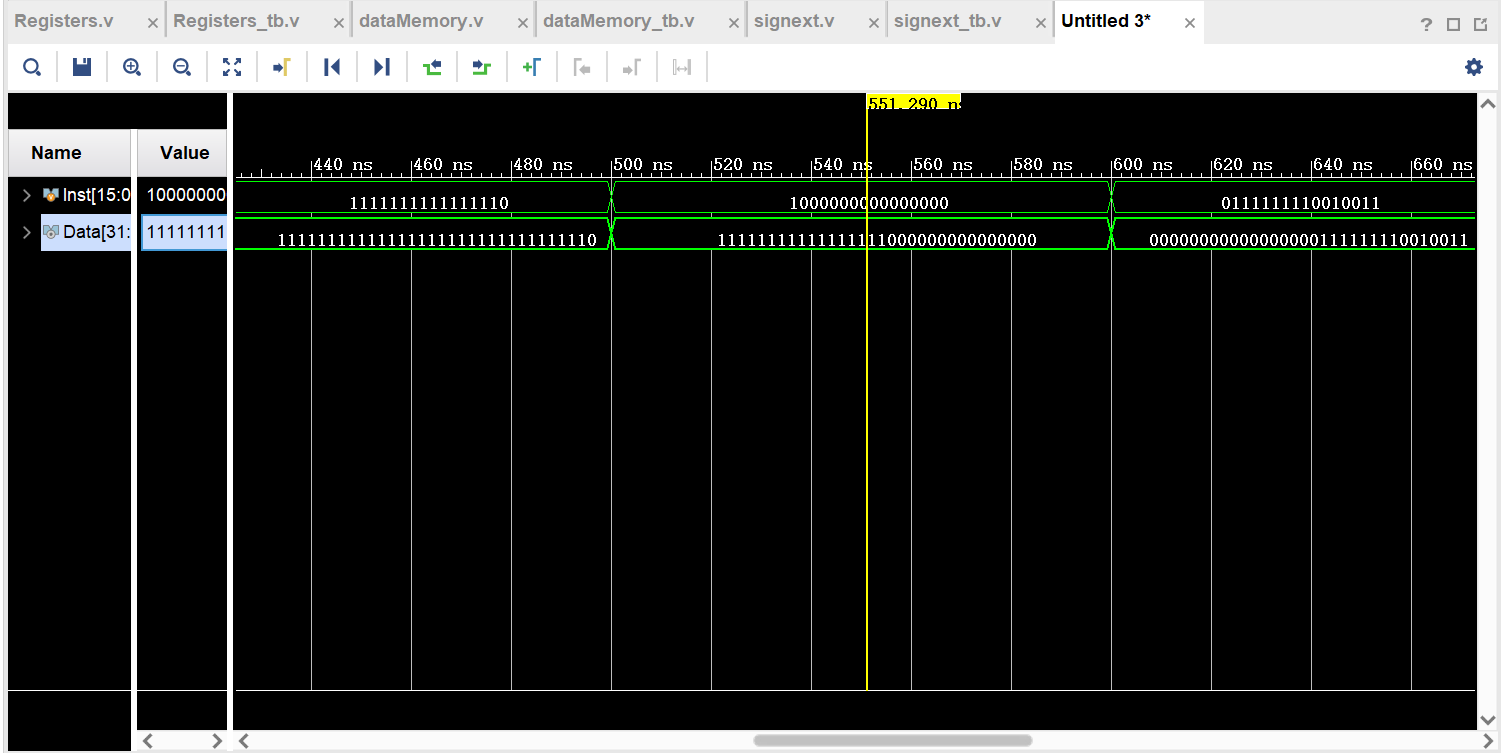 Registers.v × Registers_tb.v × dataMemory.v × dataMemory_tb.v × signext.v × signext_tb.v × Untitled 3* × ?
551.290 ns
Name Value
440 ns 460 ns 480 ns 500 ns 520 ns 540 ns 560 ns 580 ns 600 ns 620 ns 640 ns 660 ns
Inst[15:0 10000000 1111111111111110 1000000000000000 0111111110010011
Data[31: 11111111 11111111111111111111111111111110 11111111111111111000000000000000 00000000000000000111111110010011